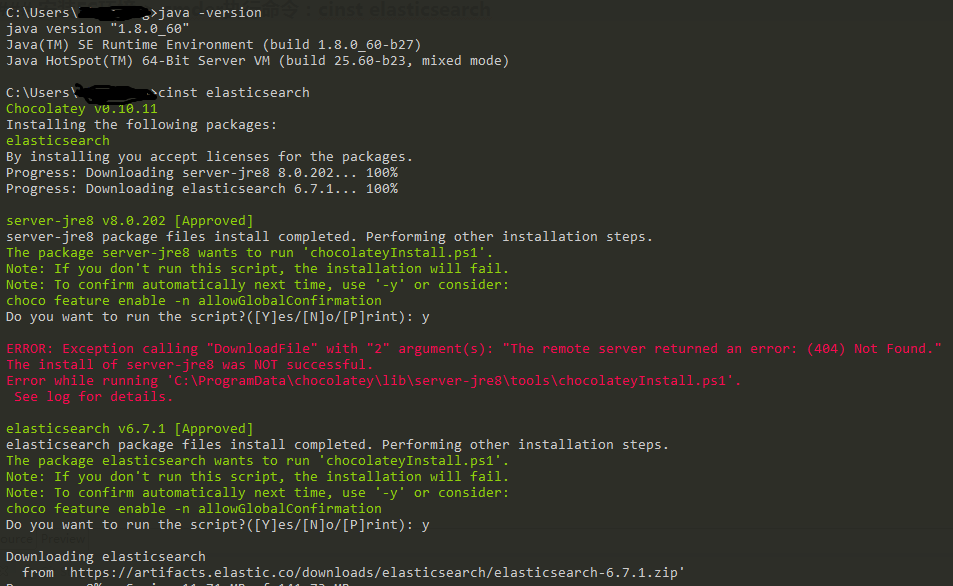 命令：cinst elasticsearch
C:\Users\ >java -version
java version "1.8.0_60"
Java(TM) SE Runtime Environment (build 1.8.0_60-b27)
Java HotSpot(TM) 64-Bit Server VM (build 25.60-b23, mixed mode)
C:\Users\ >cinst elasticsearch
Chocolatey v0.10.11
Installing the following packages:
elasticsearch
By installing you accept licenses for the packages.
Progress: Downloading server-jre8 8.0.202... 100%
Progress: Downloading elasticsearch 6.7.1... 100%
server-jre8 v8.0.202 [Approved]
server-jre8 package files install completed. Performing other installation steps.
The package server-jre8 wants to run 'chocolateyInstall.ps1'.
Note: If you don't run this script, the installation will fail.
Note: To confirm automatically next time, use '-y' or consider:
choco feature enable -n allowGlobalConfirmation
Do you want to run the script?([Y]es/[N]o/[P]rint): y
ERROR: Exception calling "DownloadFile" with "2" argument(s): "The remote server returned an error: (404) Not Found."
The install of server-jre8 was NOT successful.
Error while running 'C:\ProgramData\chocolatey\lib\server-jre8\tools\chocolateyInstall.ps1'.
See log for details.
elasticsearch v6.7.1 [Approved]
elasticsearch package files install completed. Performing other installation steps.
The package elasticsearch wants to run 'chocolateyInstall.ps1'.
Note: If you don't run this script, the installation will fail.
Note: To confirm automatically next time, use '-y' or consider:
choco feature enable -n allowGlobalConfirmation
Do you want to run the script?([Y]es/[N]o/[P]rint): y
Downloading elasticsearch
from 'https://artifacts.elastic.co/downloads/elasticsearch/elasticsearch-6.7.1.zip'